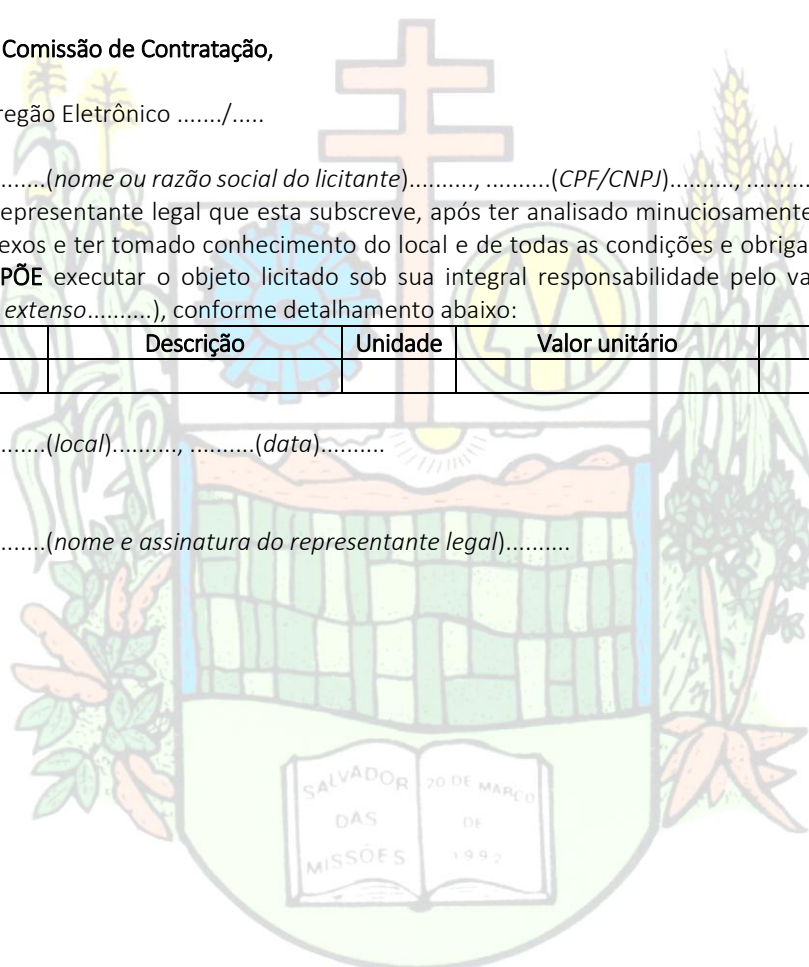 Comissão de Contratação,
regão Eletrônico ......./.....
........(nome ou razão social do licitante).........., ..........(CPF/CNPJ).........., ..........
epresentante legal que esta subscreve, após ter analisado minuciosamente
exos e ter tomado conhecimento do local e de todas as condições e obriga
PÕE executar o objeto licitado sob sua integral responsabilidade pelo va
extenso..........), conforme detalhamento abaixo:
Descrição Unidade Valor unitário
........(local).........., ..........(data)..........
........(nome e assinatura do representante legal)..........
SALVADOR
DAS
MISSÕES
20 DE MARÇO
DE
1992